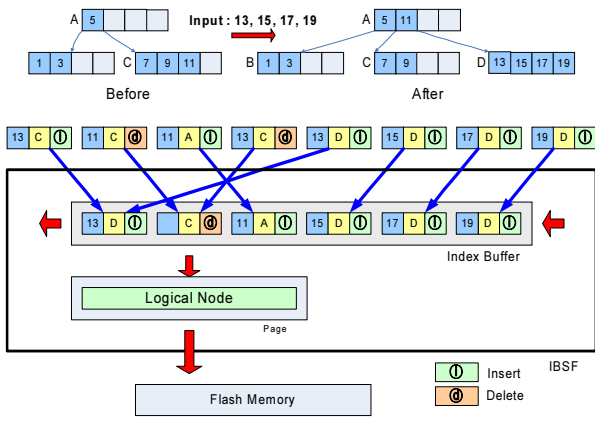 A 5 Input : 13, 15, 17, 19 A 5 11
1 3 C 7 9 11 B 1 3 C 7 9 D 13 15 17 19
Before After
13 C I 11 C d 11 A I 13 C d 13 D I 15 D I 17 D I 19 D I
13 D I C d 11 A I 15 D I 17 D I 19 D I
Index Buffer
Logical Node
Page
IBSF
I Insert
d Delete
Flash Memory